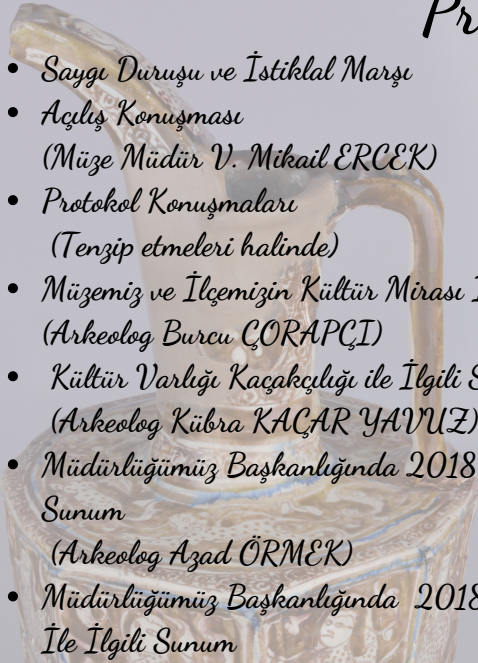 Pr
• Saygı Duruşu ve İstiklal Marşı
• Açılış Konuşması
(Müze Müdür V. Mikail ERCEK)
• Protokol Konuşmaları
(Tenzip etmeleri halinde)
• Müzemiz ve İlçemizin Kültür Mirası
(Arkeolog Burcu ÇORAPÇI)
• Kültür Varlığı Kaçakçılığı ile İlgili S
(Arkeolog Kübra KAÇAR YAVUZ)
• Müdürlüğümüz Başkanlığında 2018
Sunum
(Arkeolog Azad ÖRMEK)
• Müdürlüğümüz Başkanlığında 2018
İle İlgili Sunum